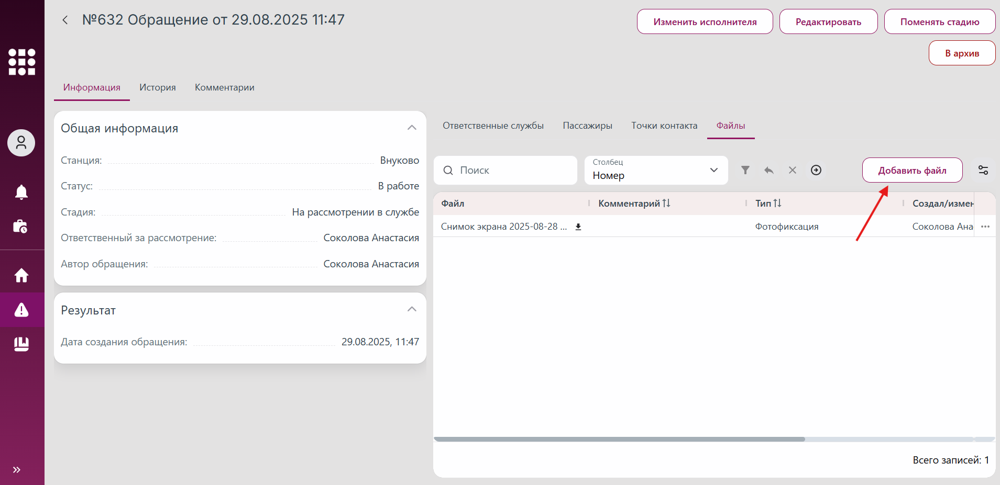 №632 Обращение от 29.08.2025 11:47
Изменить исполнителя
Редактировать
Поменять стадию
В архив
Информация
История
Комментарии
Общая информация
Станция: Внуково
Статус: В работе
Стадия: На рассмотрении в службе
Ответственный за рассмотрение: Соколова Анастасия
Автор обращения: Соколова Анастасия
Результат
Дата создания обращения: 29.08.2025, 11:47
Ответственные службы
Пассажиры
Точки контакта
Файлы
Поиск
Столбец
Номер
Добавить файл
Файл
Комментарий
Тип
Создал/измен
Снимок экрана 2025-08-28 ...
Фотофиксация
Соколова Ана
Всего записей: 1